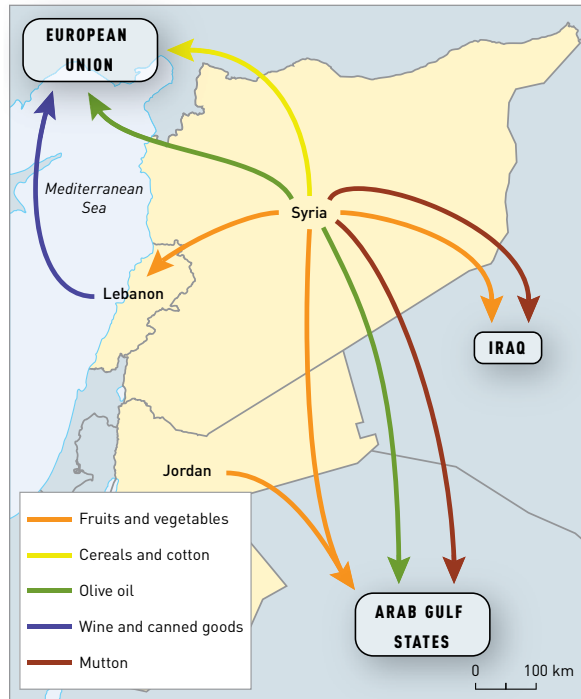 EUROPEAN
UNION
Mediterranean
Sea
Syria
Lebanon
IRAQ
Jordan
Fruits and vegetables
Cereals and cotton
Olive oil
Wine and canned goods
Mutton
ARAB GULF
STATES
0 100 km